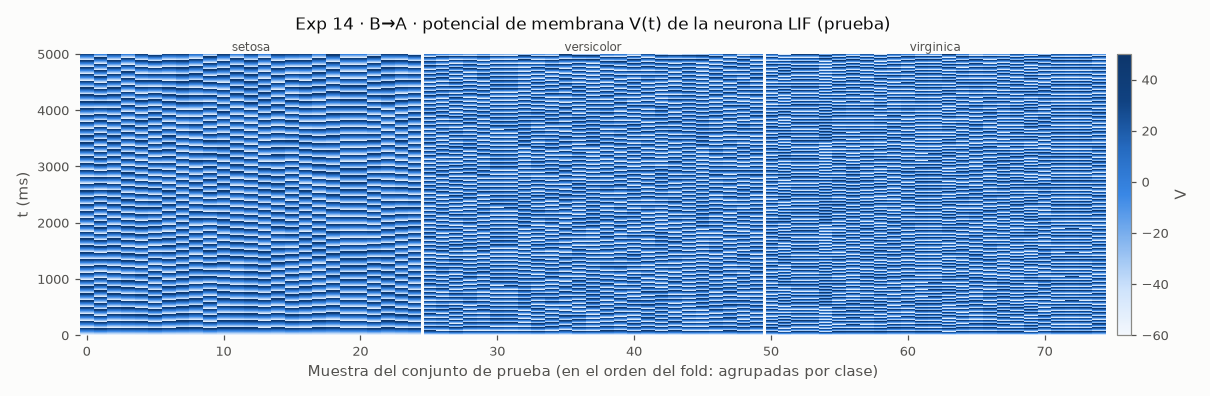 Exp 14 · B→A · potencial de membrana V(t) de la neurona LIF (prueba)
setosa
versicolor
virginica
5000
4000
3000
2000
1000
0
t (ms)
0
10
20
30
40
50
60
70
Muestra del conjunto de prueba (en el orden del fold: agrupadas por clase)
40
20
0
−20
−40
−60
V